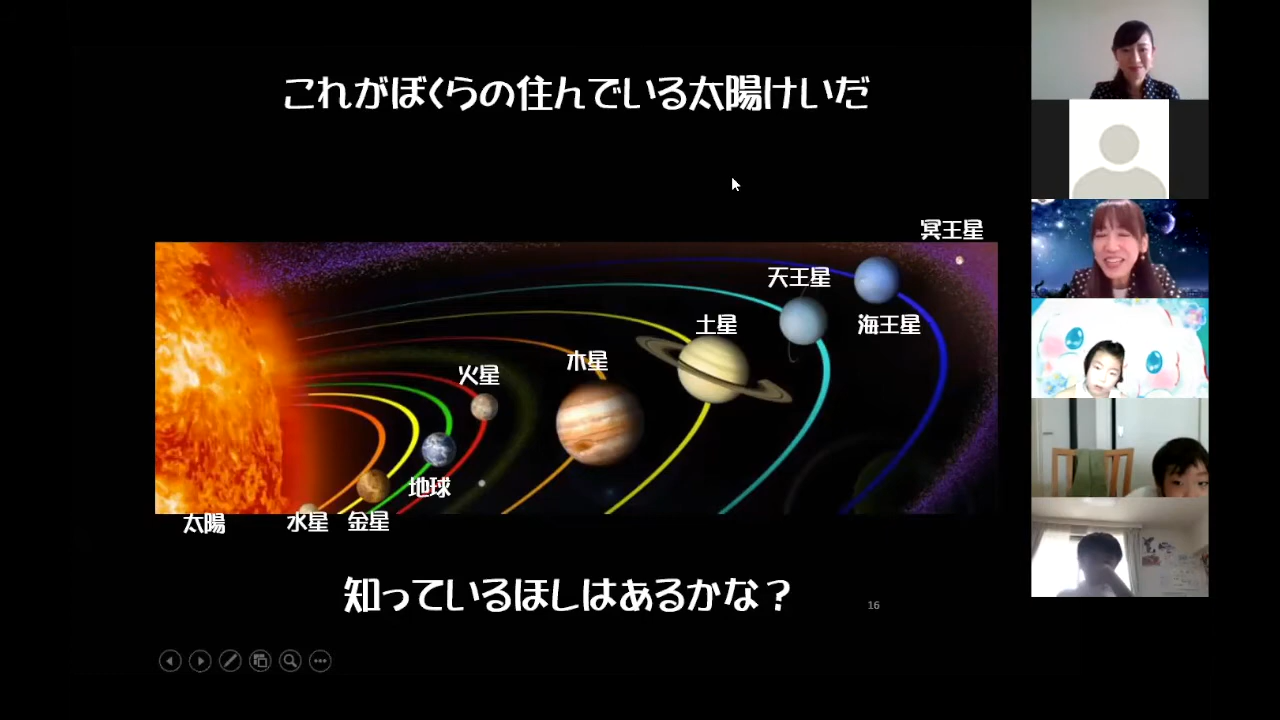 これがぼくらの住んでいる太陽けいだ
冥王星
天王星
海王星
土星
木星
火星
地球
太陽
水星
金星
知っているほしはあるかな？
16